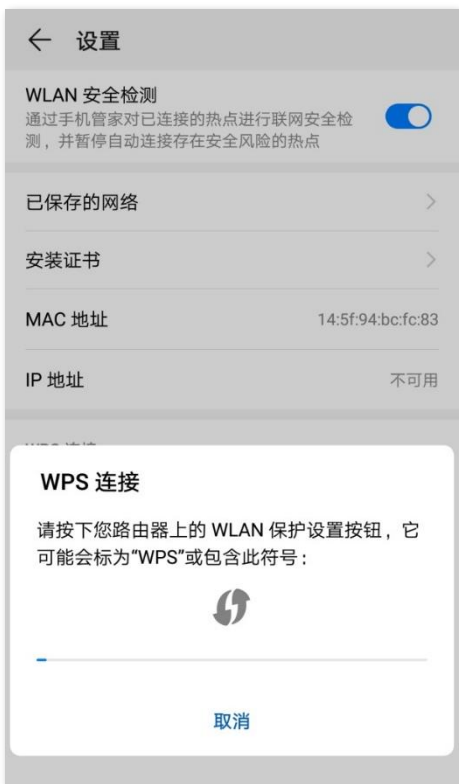 设置
WLAN 安全检测
通过手机管家对已连接的热点进行联网安全检
测，并暂停自动连接存在安全风险的热点
已保存的网络
安装证书
MAC 地址
14:5f:94:bc:fc:83
IP 地址
不可用
WPS 连接
请按下您路由器上的 WLAN 保护设置按钮，它
可能会标为“WPS”或包含此符号：
取消